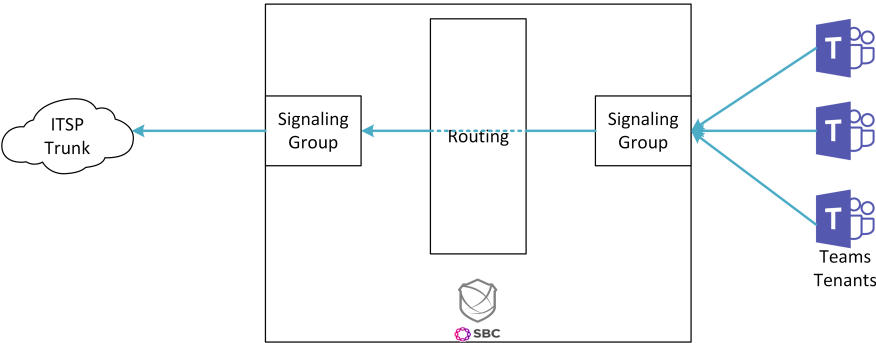 ITSP
Trunk
Signaling
Group
Routing
Signaling
Group
T
T
T
Teams
Tenants
SBC